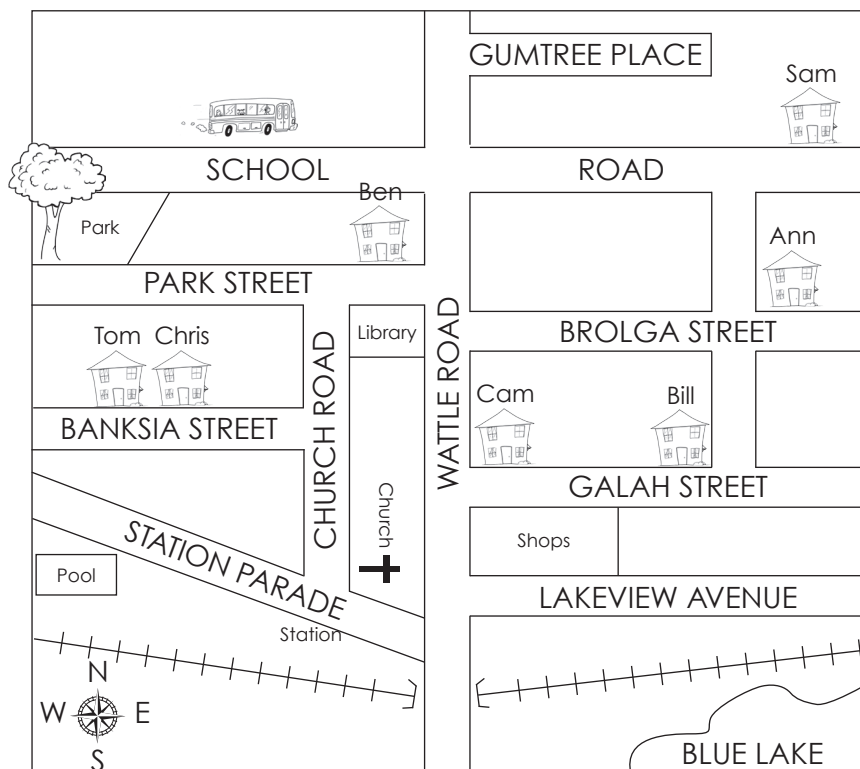 GUMTREE PLACE
Sam
SCHOOL ROAD
Ben
Park
Ann
PARK STREET
Library
BROLGA STREET
Tom Chris
CHURCH ROAD
WATTLE ROAD
Cam
Bill
BANKSIA STREET
GALAH STREET
Church
STATION PARADE
Shops
Pool
LAKEVIEW AVENUE
Station
N
W E
S
BLUE LAKE